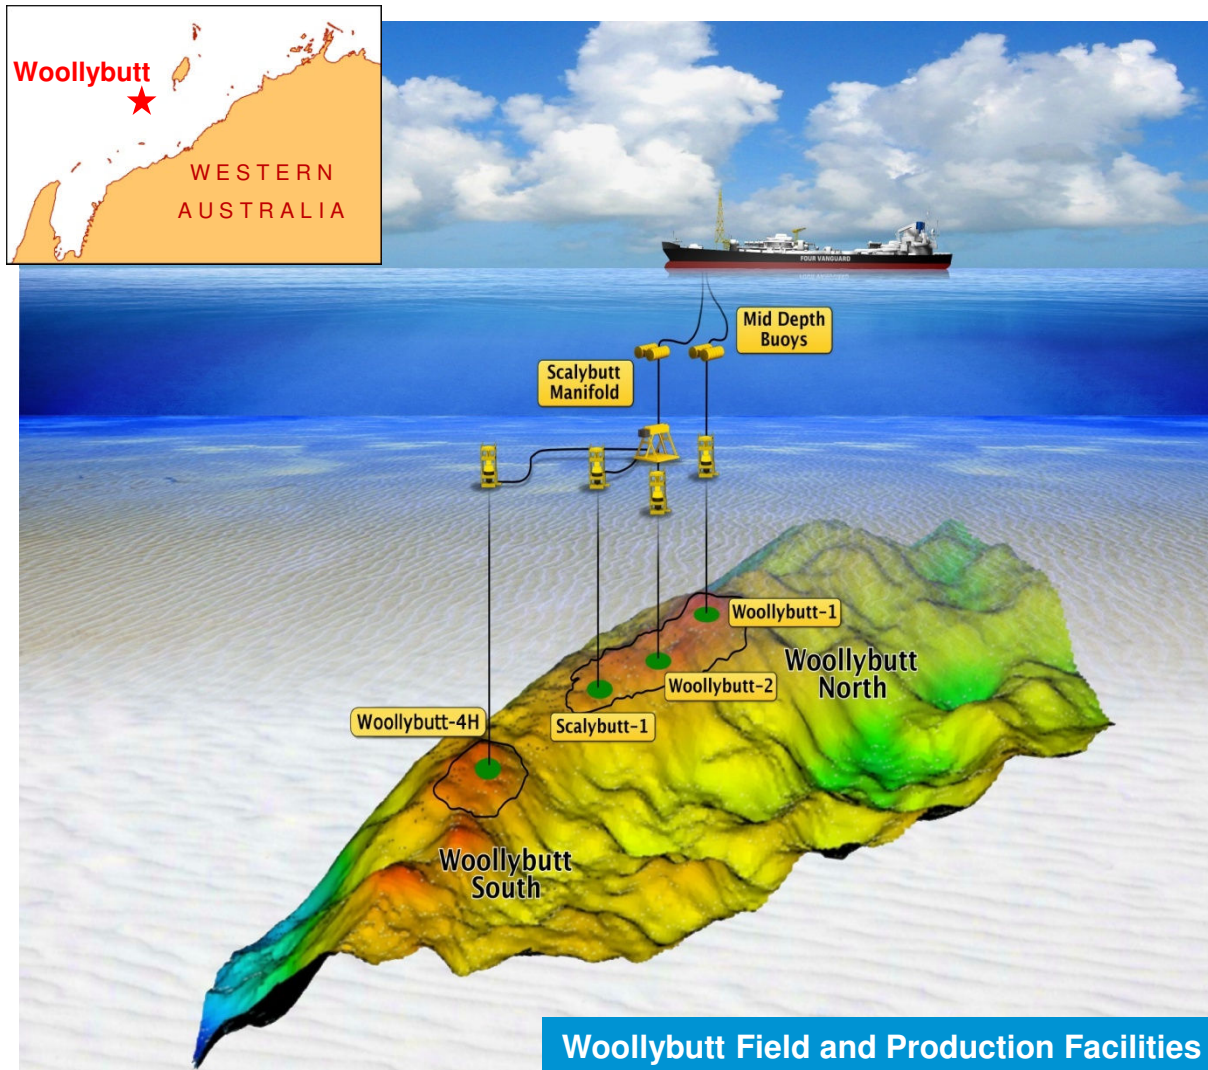 Woollybutt
WESTERN
AUSTRALIA
FOUR VANGUARD
Mid Depth
Buoys
Scalybutt
Manifold
Woollybutt-1
Woollybutt
North
Woollybutt-2
Woollybutt-4H
Scalybutt-1
Woollybutt
South
Woollybutt Field and Production Facilities